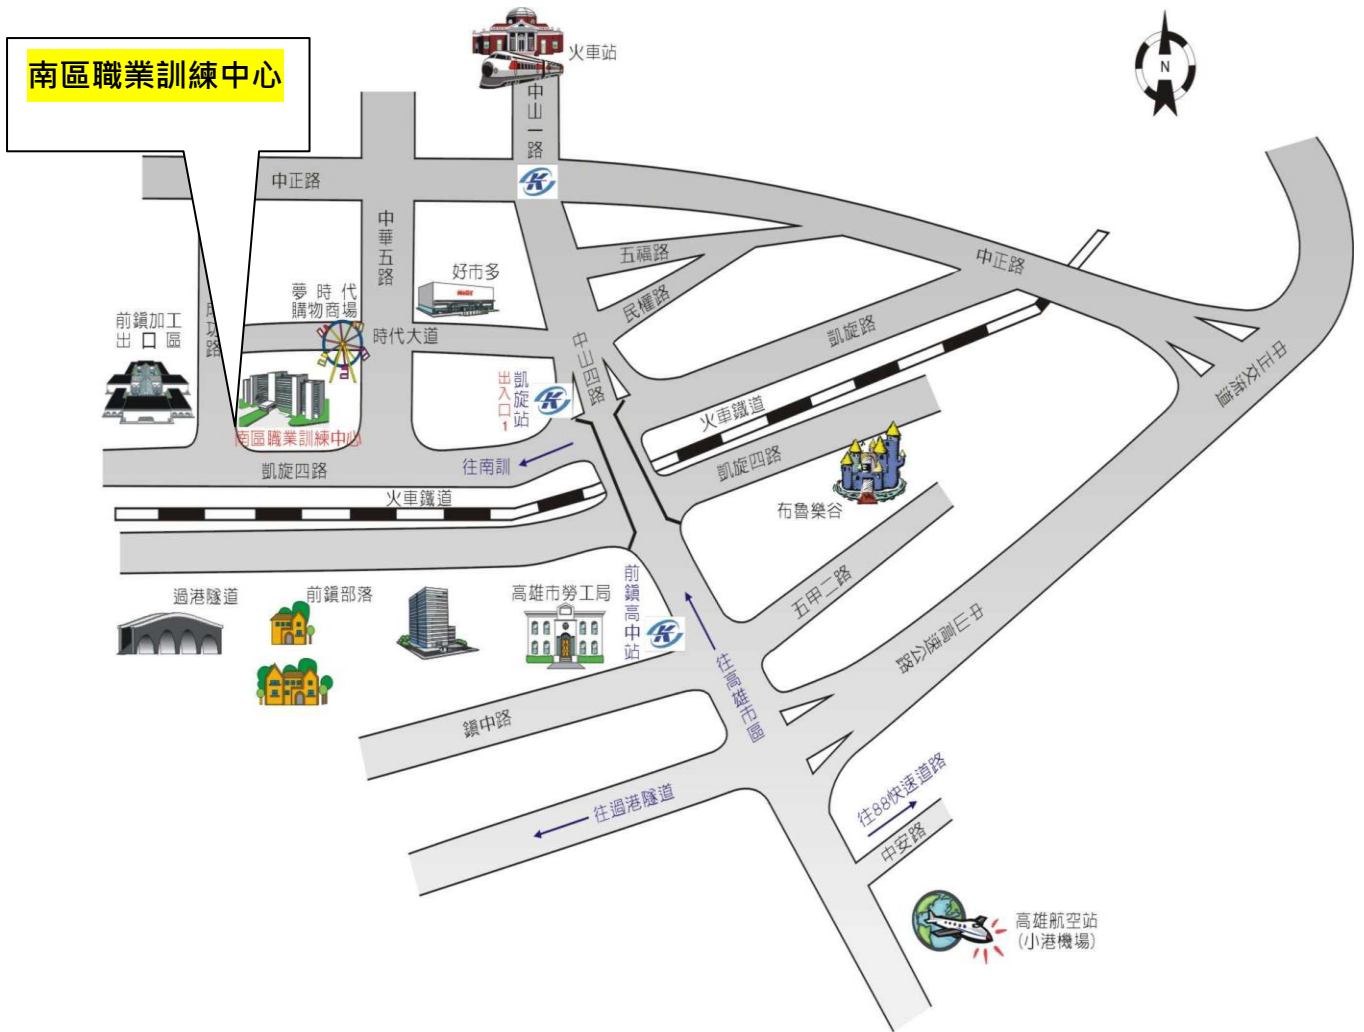 南區職業訓練中心
火車站
N
中山一路
中正路
中華五路
五福路
民權路
中正路
好市多
夢時代
購物商場
前鎮加工
出口區
成功路
時代大道
中山四路
凱旋路
中正交流道
出入口1
凱旋站
火車鐵道
南區職業訓練中心
凱旋四路
往南訓
凱旋四路
火車鐵道
布魯樂谷
過港隧道
前鎮部落
高雄市勞工局
前鎮高中站
五甲二路
中山高速公路
往高雄市區
鎮中路
往過港隧道
往88快速道路
中安路
高雄航空站
(小港機場)